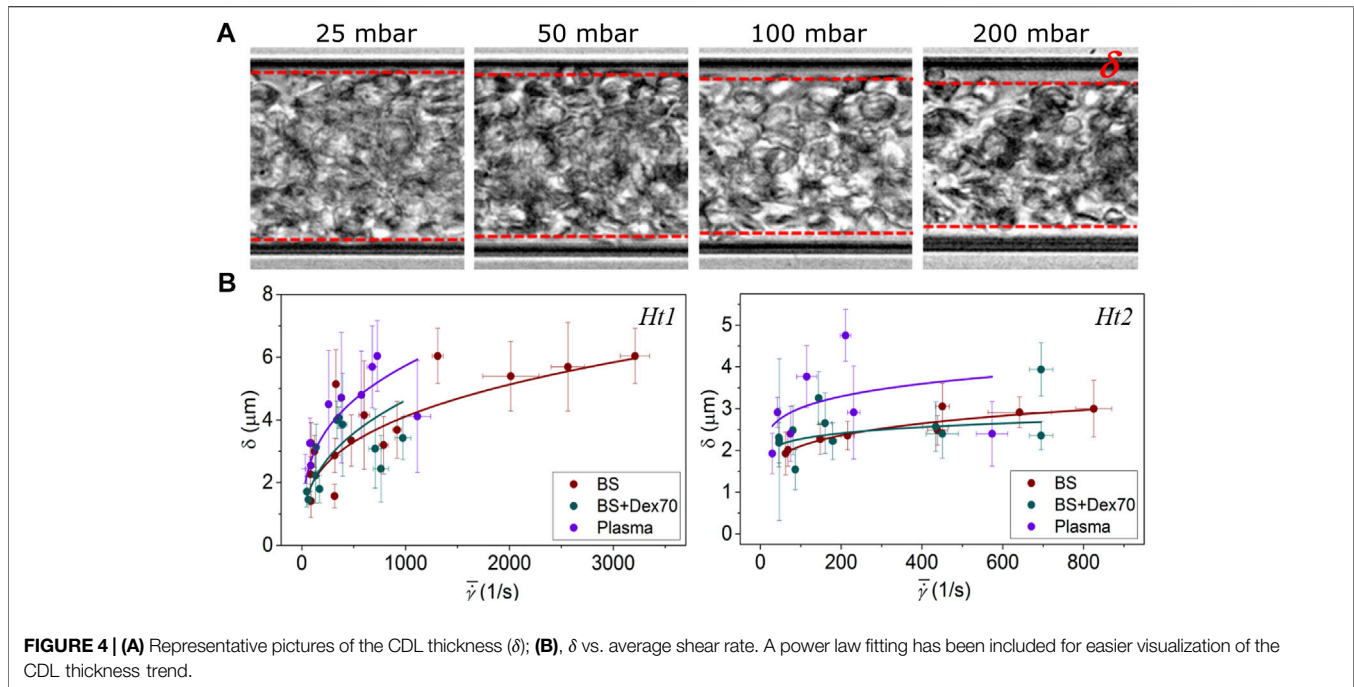 A
25 mbar
50 mbar
100 mbar
200 mbar
δ
B
Ht1
8
6
4
2
0
δ (μm)
0
1000
2000
3000
γ̇̅ (1/s)
BS
BS+Dex70
Plasma
Ht2
5
4
3
2
1
0
δ (μm)
0
200
400
600
800
γ̇̅ (1/s)
BS
BS+Dex70
Plasma
FIGURE 4 | (A) Representative pictures of the CDL thickness (δ); (B), δ vs. average shear rate. A power law fitting has been included for easier visualization of the
CDL thickness trend.